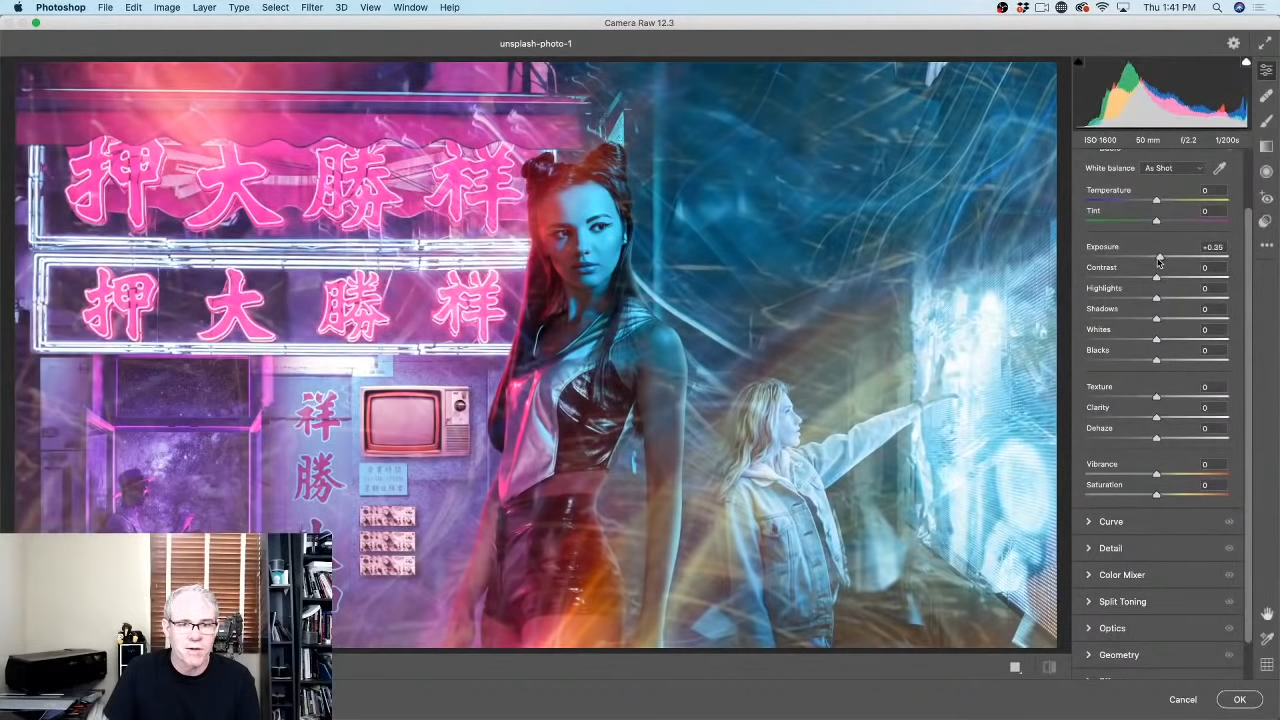 Photoshop File Edit Image Layer Type Select Filter 3D View Window Help Thu 1:41 PM
Camera Raw 12.3
unsplash-photo-1
ISO 1600 50 mm f/2.2 1/200s
White balance As Shot
Temperature 0
Tint 0
Exposure +0.35
Contrast 0
Highlights 0
Shadows 0
Whites 0
Blacks 0
Texture 0
Clarity 0
Dehaze 0
Vibrance 0
Saturation 0
Curve
Detail
Color Mixer
Split Toning
Optics
Geometry
Cancel OK
押大勝祥
押大勝祥
祥
勝